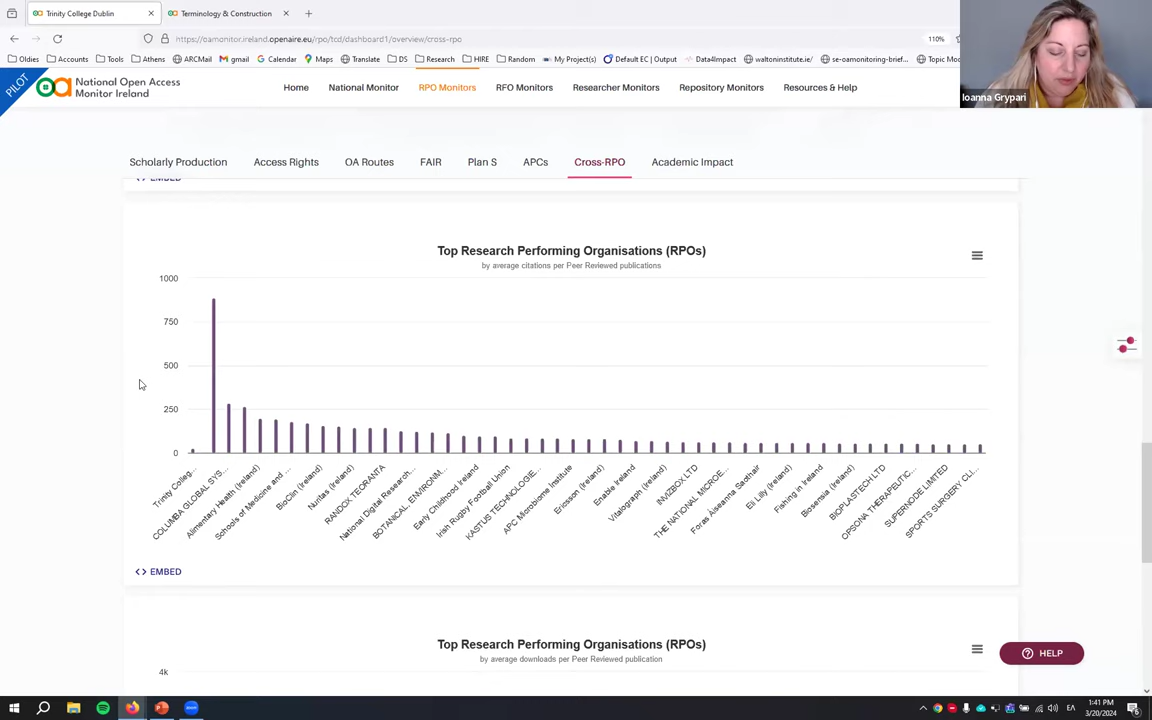 Trinity College Dublin
Terminology & Construction
https://oamonitor.ireland.openaire.eu/rpo/tcd/dashboard1/overview/cross-rpo
110%
Oldies
Accounts
Tools
Athens
ARCMail
gmail
Calendar
Maps
Translate
DS
Research
HIRE
Random
My Project(s)
Default EC | Output
Data4Impact
waltoninstitute.ie/
se-oamonitoring-brief...
Topic Mod
Ioanna Grypari
PILOT
National Open Access
Monitor Ireland
Home
National Monitor
RPO Monitors
RFO Monitors
Researcher Monitors
Repository Monitors
Resources & Help
Scholarly Production
Access Rights
OA Routes
FAIR
Plan S
APCs
Cross-RPO
Academic Impact
<> EMBED
Top Research Performing Organisations (RPOs)
by average citations per Peer Reviewed publications
1000
750
500
250
0
Trinity Colleg...
COLUMBA GLOBAL SYS...
Alimentary Health (Ireland)
Schools of Medicine and ...
BioClin (Ireland)
Nuritas (Ireland)
RANDOX TEORANTA
National Digital Research...
BOTANICAL, ENVIRONM...
Early Childhood Ireland
Irish Rugby Football Union
KASTUS TECHNOLOGIE...
APC Microbiome Institute
Ericsson (Ireland)
Enable Ireland
Vitalograph (Ireland)
INVIZBOX LTD
THE NATIONAL MICROE...
Foras Áiseanna Saothair
Eli Lilly (Ireland)
Fishing in Ireland
Biosensia (Ireland)
BIOPLASTECH LTD
OPSONA THERAPEUTIC...
SUPERNODE LIMITED
SPORTS SURGERY CLI...
<> EMBED
Top Research Performing Organisations (RPOs)
by average downloads per Peer Reviewed publication
4k
HELP
ΕΛ
1:41 PM
3/20/2024